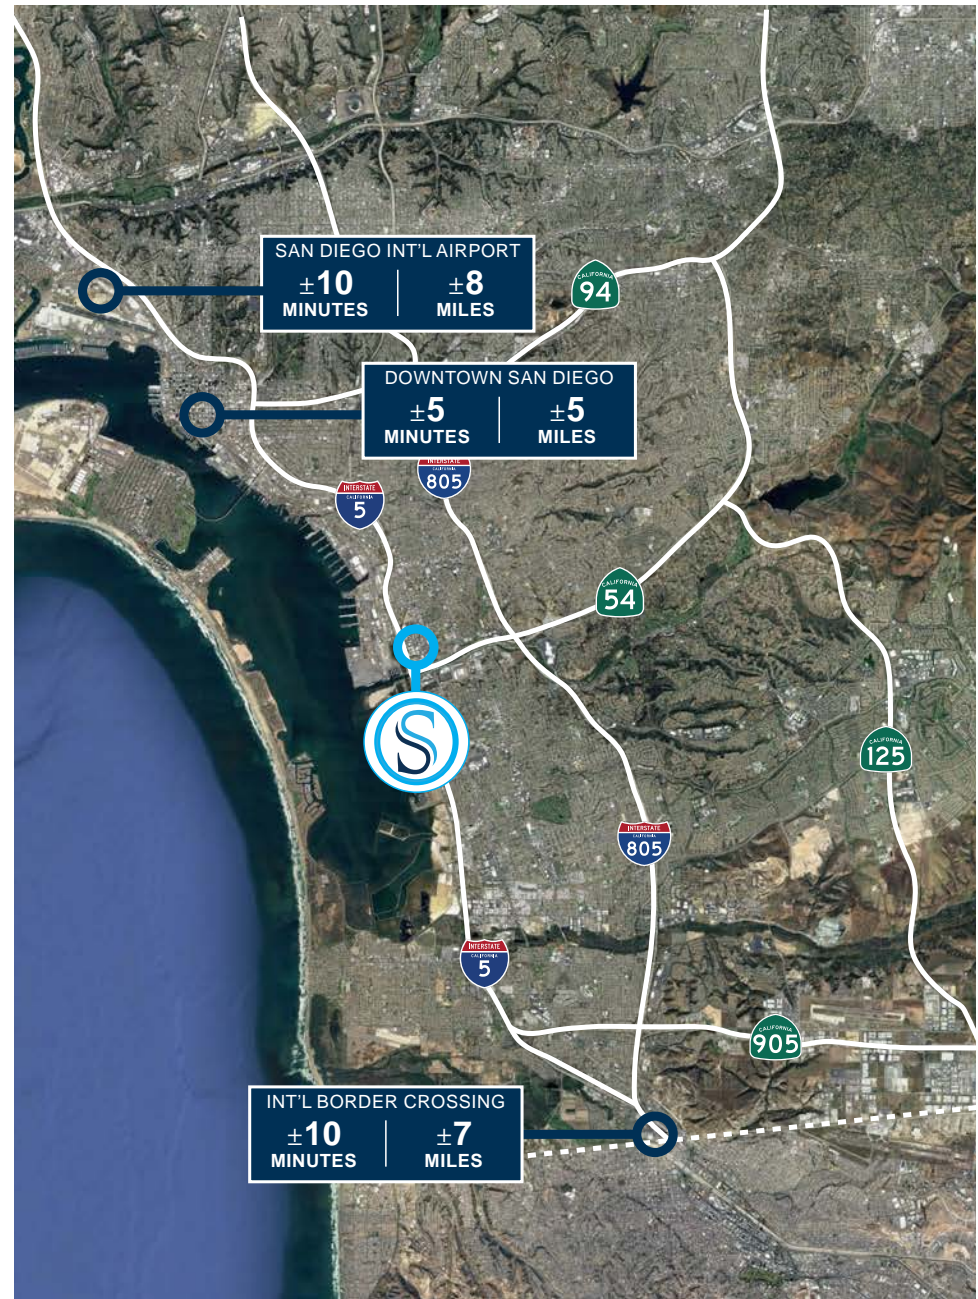 SAN DIEGO INT'L AIRPORT
±10
MINUTES
±8
MILES
CALIFORNIA
94
DOWNTOWN SAN DIEGO
±5
MINUTES
±5
MILES
INTERSTATE
CALIFORNIA
805
INTERSTATE
CALIFORNIA
5
CALIFORNIA
54
S
CALIFORNIA
125
INTERSTATE
805
INTERSTATE
CALIFORNIA
5
CALIFORNIA
905
INT'L BORDER CROSSING
±10
MINUTES
±7
MILES